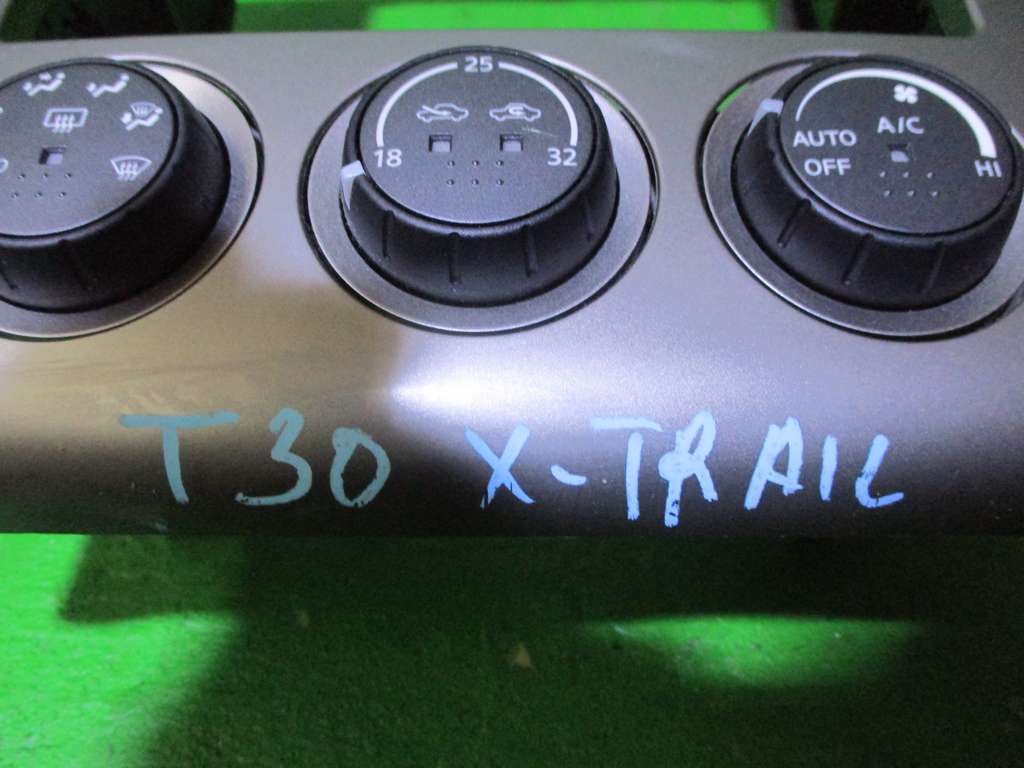 25
18 32
AUTO A/C
OFF HI
T30 X-TRAIL